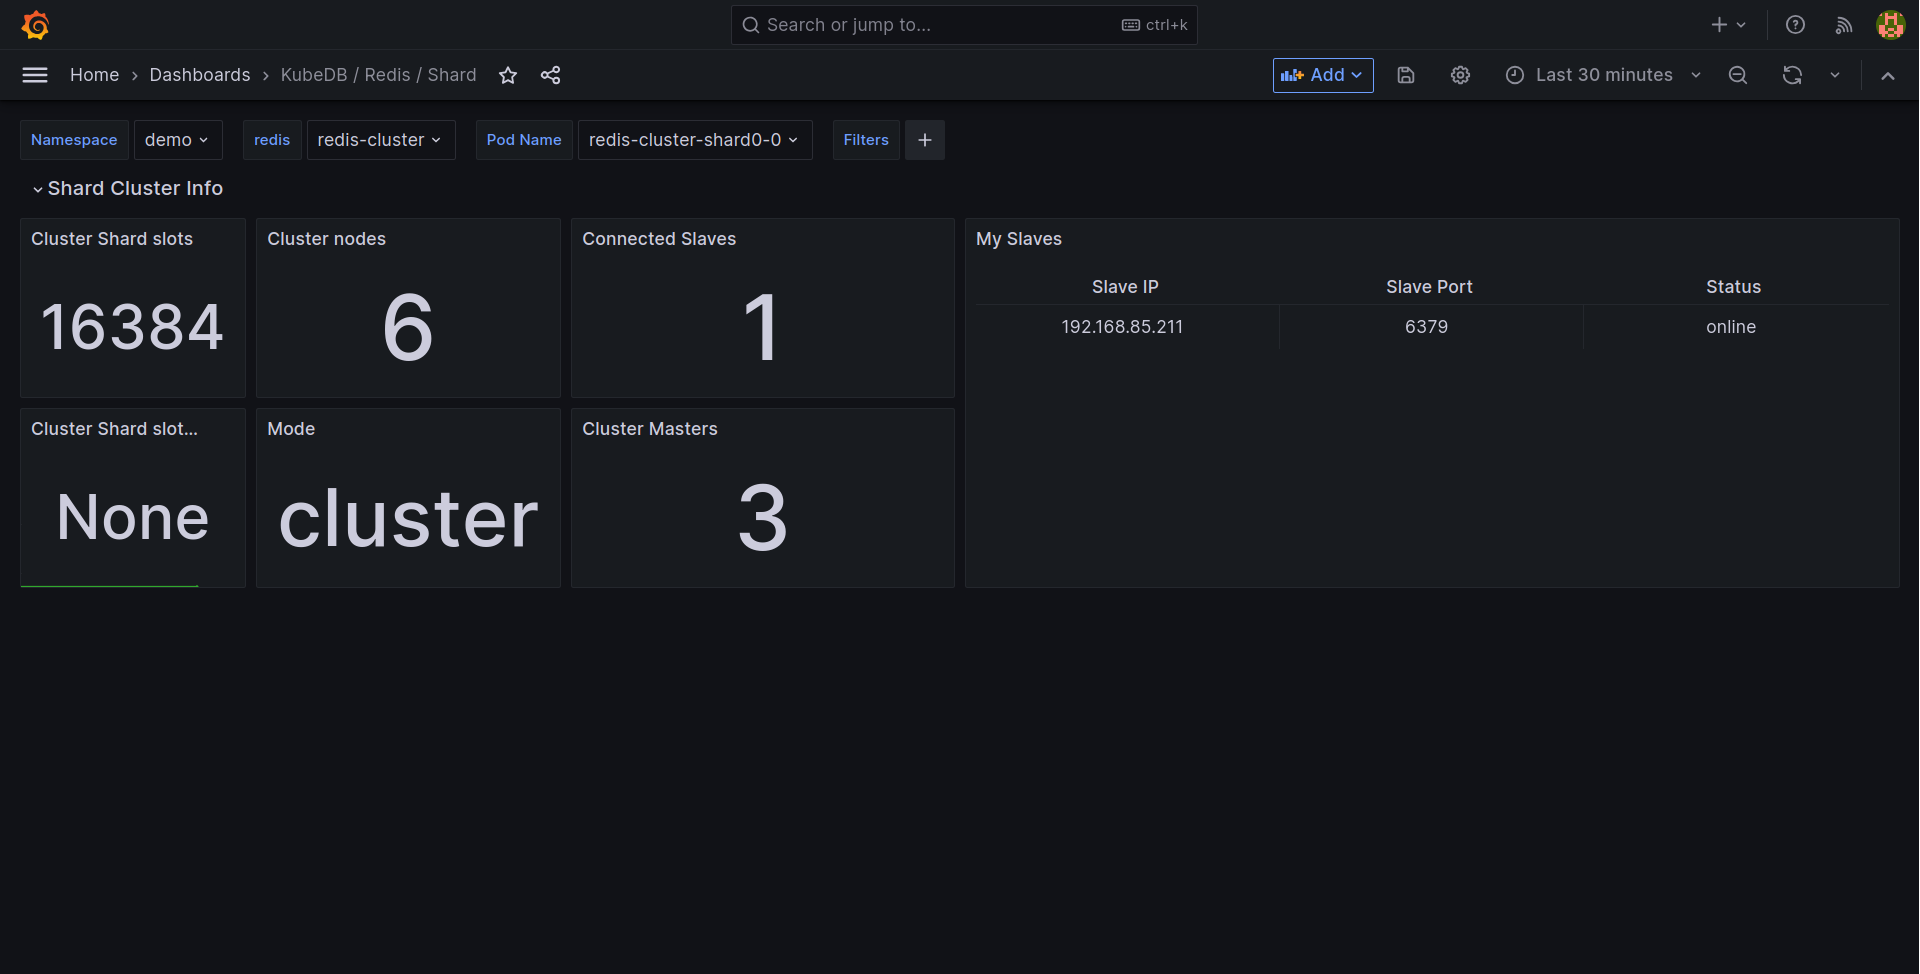 Search or jump to...
ctrl+k
Home › Dashboards › KubeDB / Redis / Shard
Add
Last 30 minutes
Namespace
demo
redis
redis-cluster
Pod Name
redis-cluster-shard0-0
Filters
Shard Cluster Info
Cluster Shard slots
16384
Cluster nodes
6
Connected Slaves
1
My Slaves
Slave IP
Slave Port
Status
192.168.85.211
6379
online
Cluster Shard slot...
None
Mode
cluster
Cluster Masters
3